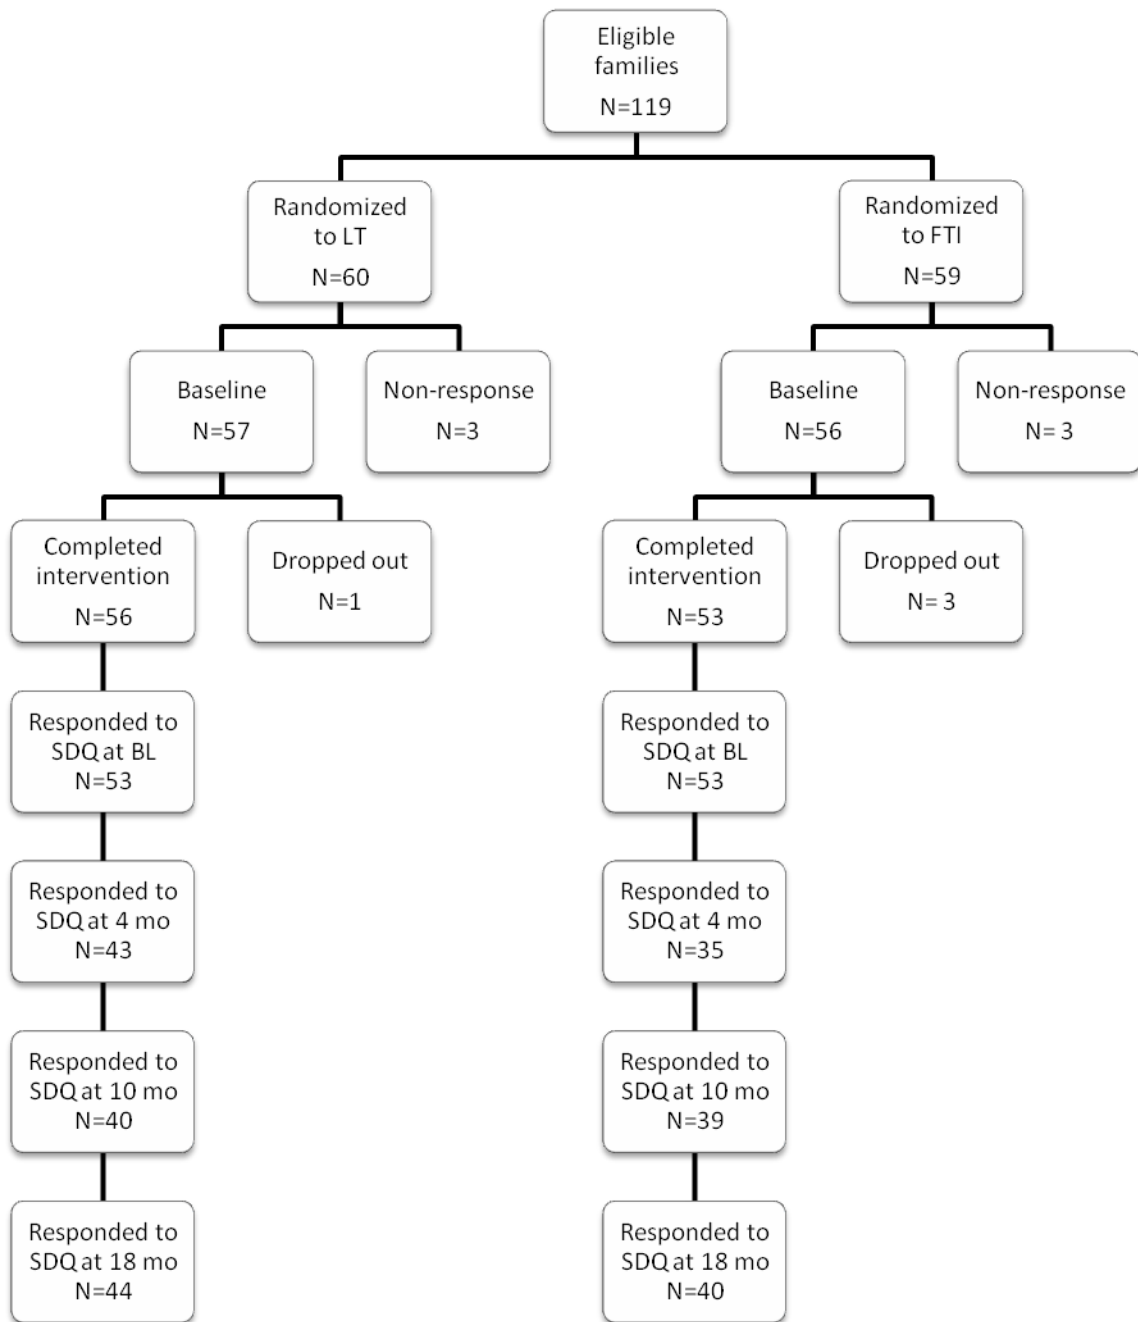 Eligible
families
N=119
Randomized
to LT
N=60
Randomized
to FTI
N=59
Baseline
N=57
Non-response
N=3
Baseline
N=56
Non-response
N= 3
Completed
intervention
N=56
Dropped out
N=1
Completed
intervention
N=53
Dropped out
N= 3
Responded to
SDQ at BL
N=53
Responded to
SDQ at BL
N=53
Responded to
SDQ at 4 mo
N=43
Responded to
SDQ at 4 mo
N=35
Responded to
SDQ at 10 mo
N=40
Responded to
SDQ at 10 mo
N=39
Responded to
SDQ at 18 mo
N=44
Responded to
SDQ at 18 mo
N=40